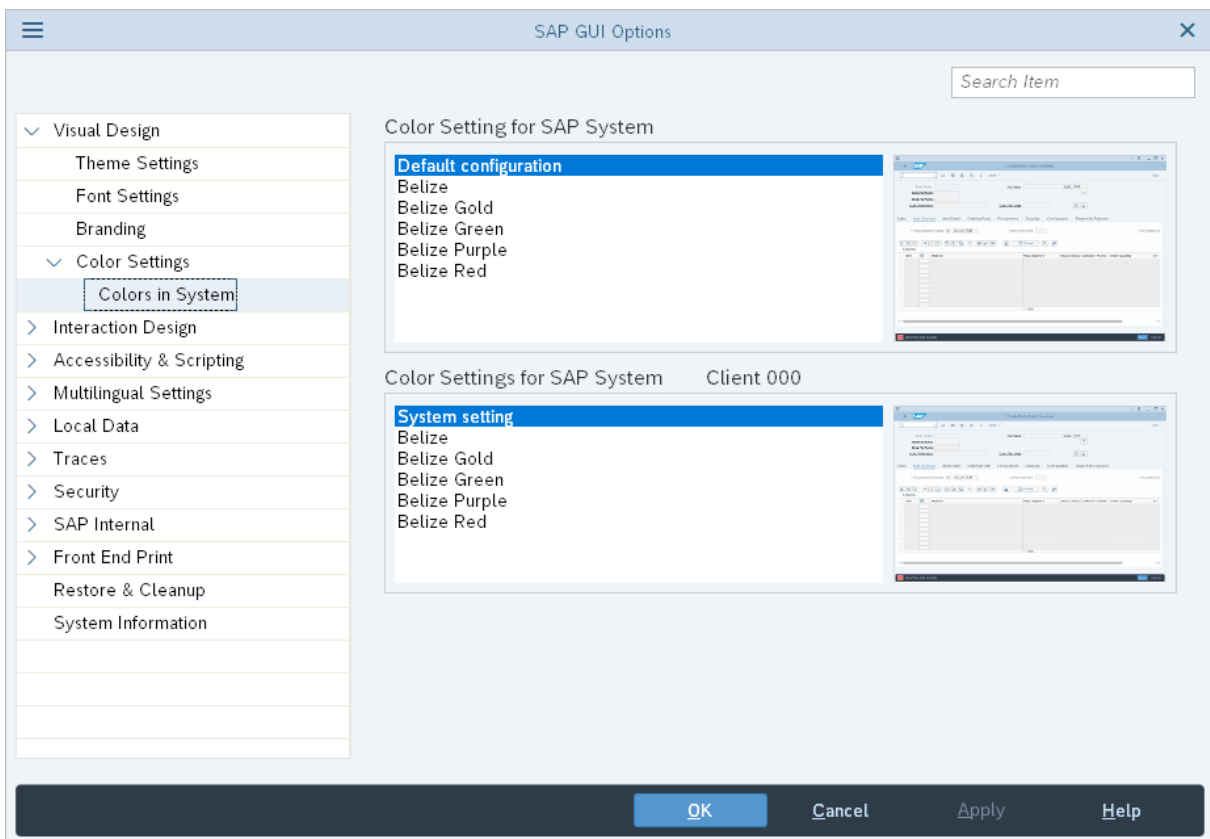 SAP GUI Options
Search Item
Visual Design
Theme Settings
Font Settings
Branding
Color Settings
Colors in System
Interaction Design
Accessibility & Scripting
Multilingual Settings
Local Data
Traces
Security
SAP Internal
Front End Print
Restore & Cleanup
System Information
Color Setting for SAP System
Default configuration
Belize
Belize Gold
Belize Green
Belize Purple
Belize Red
Color Settings for SAP System Client 000
System setting
Belize
Belize Gold
Belize Green
Belize Purple
Belize Red
OK Cancel Apply Help